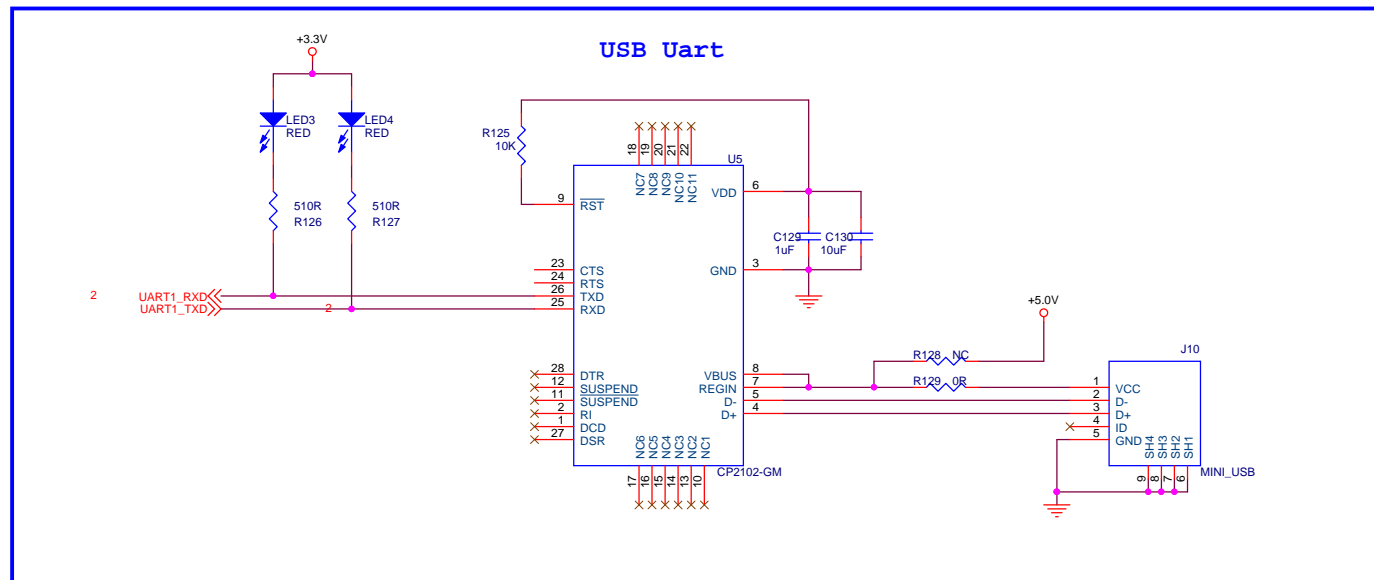 USB Uart
+3.3V
LED3
RED
LED4
RED
510R
R126
510R
R127
2
UART1_RXD
UART1_TXD
2
R125
10K
U5
18
19
20
21
22
NC7
NC8
NC9
NC10
NC11
9
RST
23
CTS
24
RTS
26
TXD
25
RXD
28
DTR
12
SUSPEND
11
SUSPEND
2
RI
1
DCD
27
DSR
VDD
6
GND
3
VBUS
8
REGIN
7
D-
5
D+
4
NC6
NC5
NC4
NC3
NC2
NC1
17
16
15
14
13
10
CP2102-GM
C129
1uF
C130
10uF
+5.0V
R128 NC
R129 0R
J10
1
VCC
2
D-
3
D+
4
ID
5
GND
SH4
SH3
SH2
SH1
9
8
7
6
MINI_USB